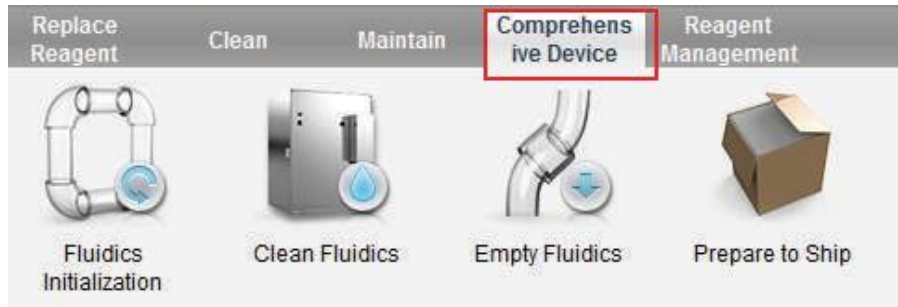 Replace
Reagent
Clean
Maintain
Comprehens
ive Device
Reagent
Management
Fluidics
Initialization
Clean Fluidics
Empty Fluidics
Prepare to Ship